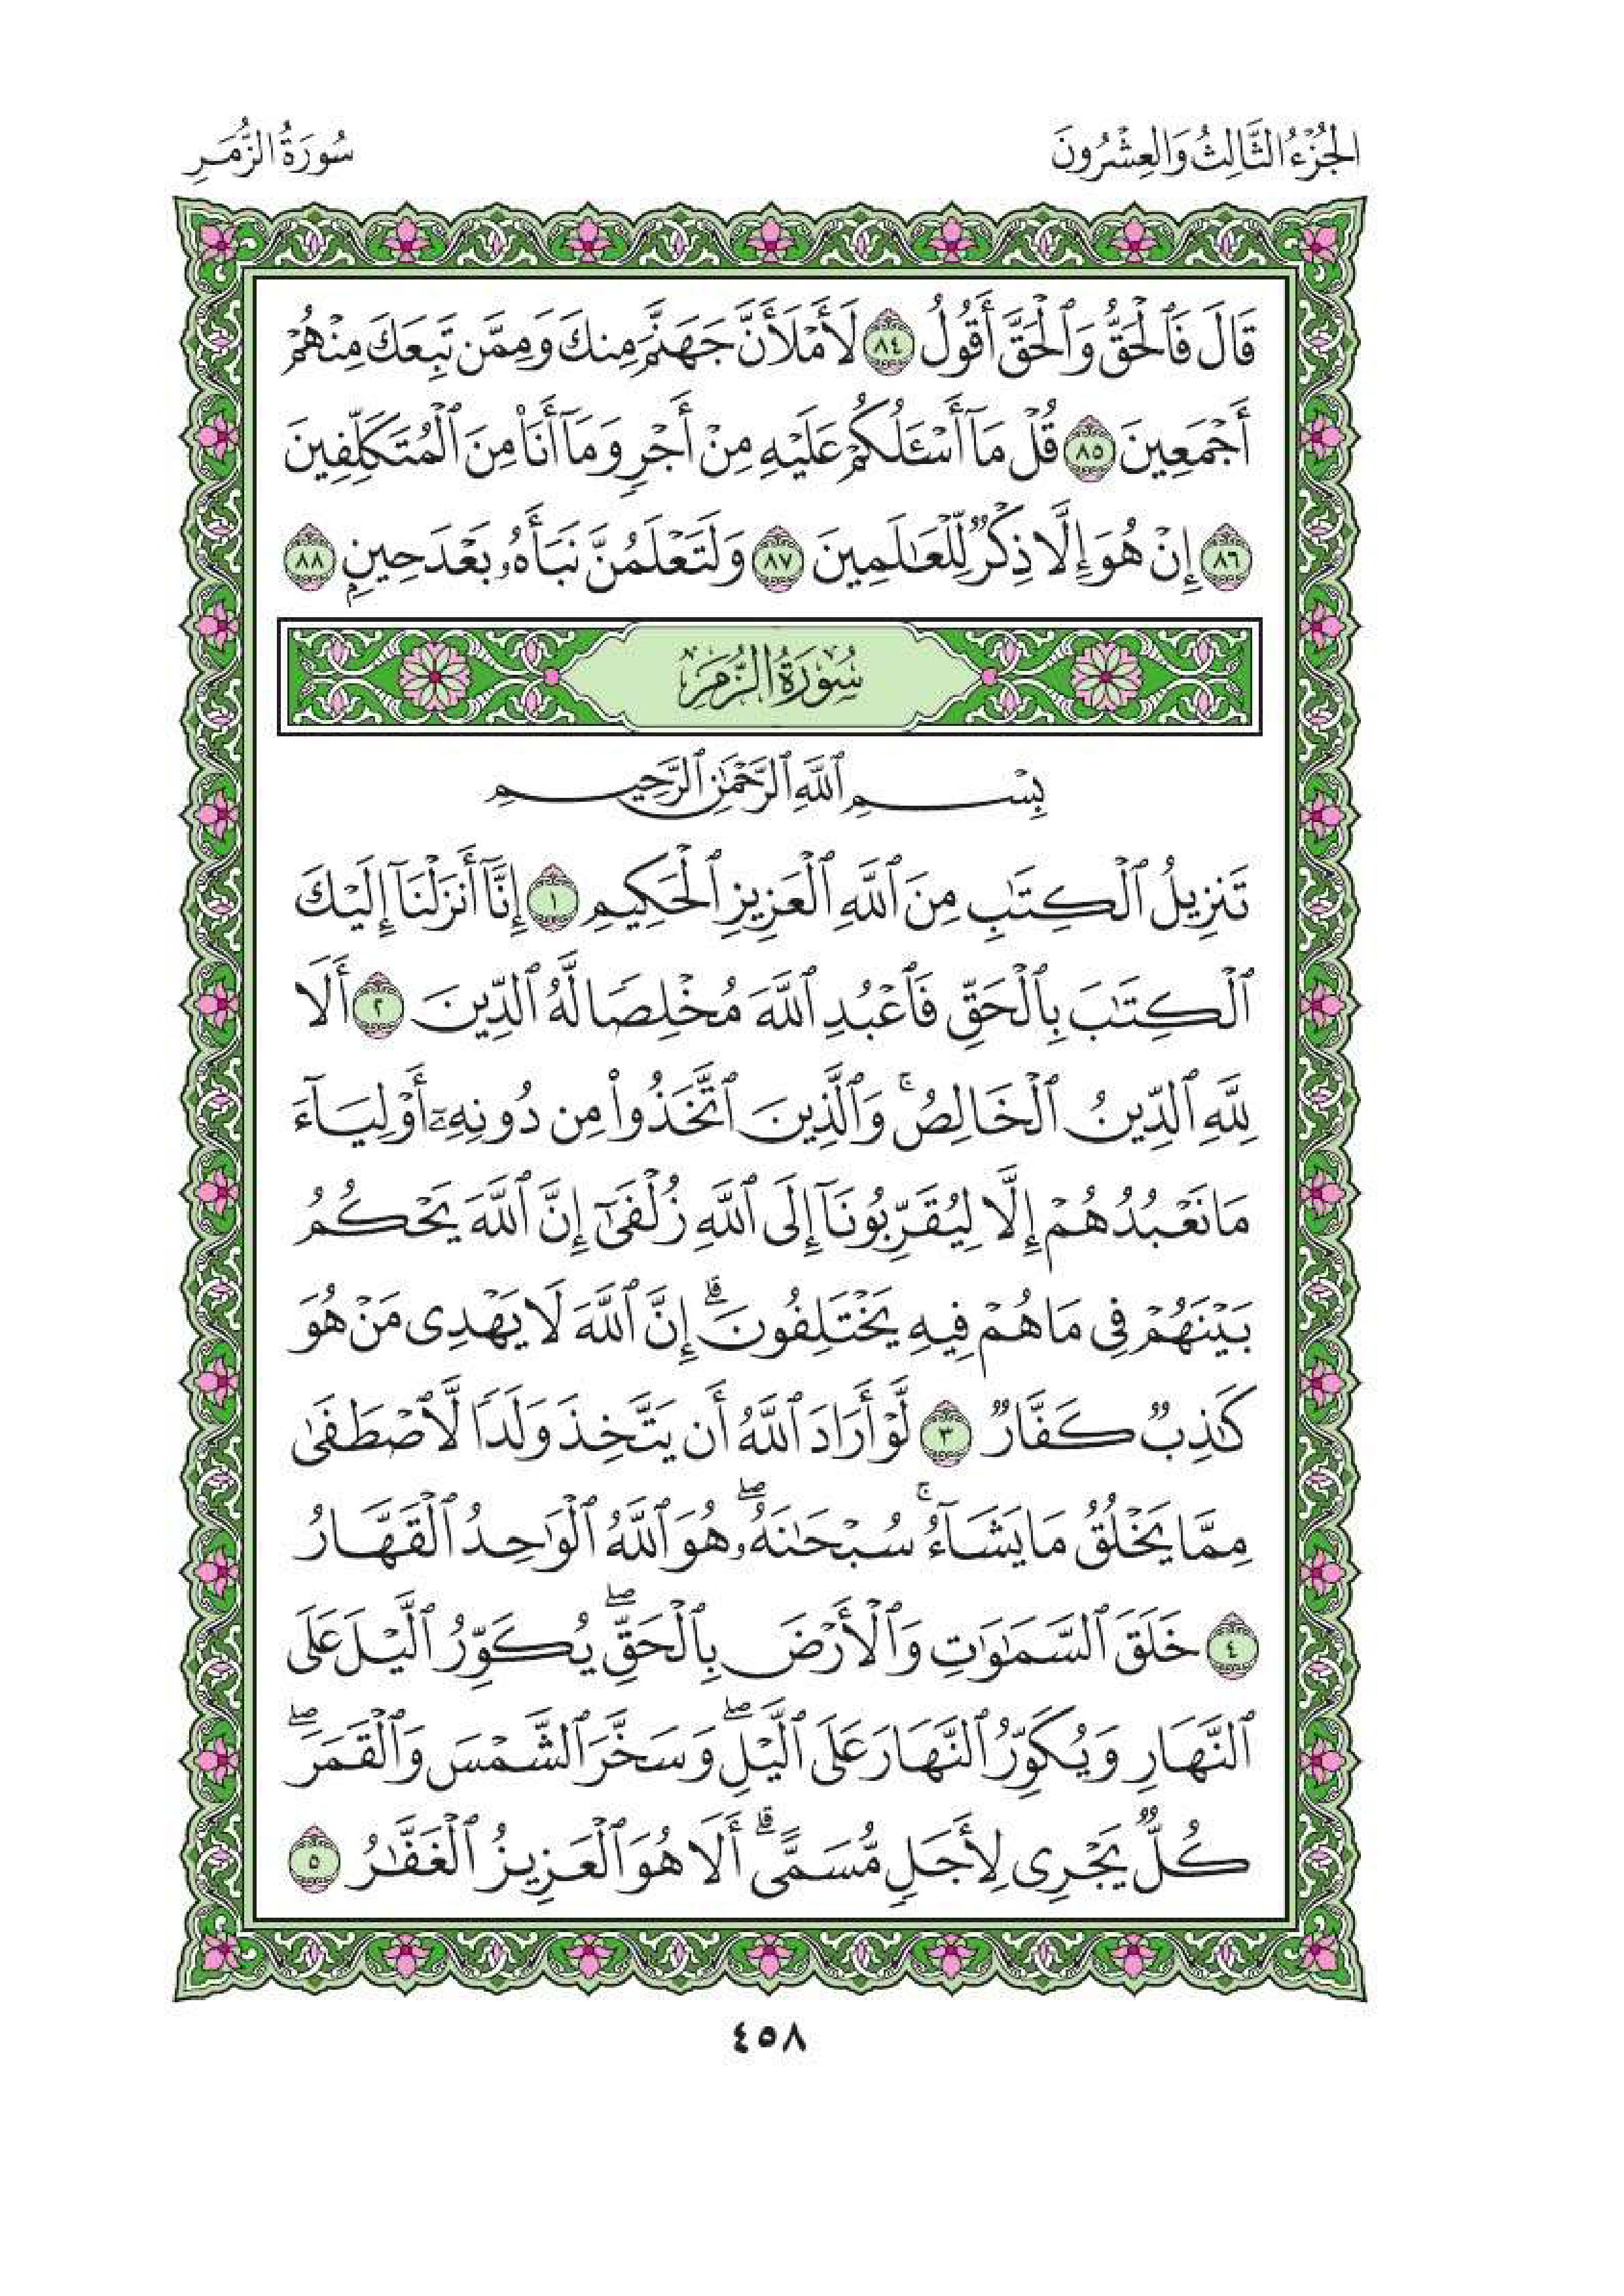 الجُزْءُ الثَّالِثُ وَالعِشْرُونَ
سُورَةُ الزُّمَرِ
قَالَ فَٱلْحَقُّ وَٱلْحَقَّ أَقُولُ ٨٤ لَأَمْلَأَنَّ جَهَنَّمَ مِنكَ وَمِمَّن تَبِعَكَ مِنْهُمْ
أَجْمَعِينَ ٨٥ قُلْ مَآ أَسْـَٔلُكُمْ عَلَيْهِ مِنْ أَجْرٍ وَمَآ أَنَا۠ مِنَ ٱلْمُتَكَلِّفِينَ
٨٦ إِنْ هُوَ إِلَّا ذِكْرٌ لِّلْعَـٰلَمِينَ ٨٧ وَلَتَعْلَمُنَّ نَبَأَهُۥ بَعْدَ حِينٍۭ ٨٨
سُورَةُ الزُّمَرِ
بِسْمِ ٱللَّهِ ٱلرَّحْمَـٰنِ ٱلرَّحِيمِ
تَنزِيلُ ٱلْكِتَـٰبِ مِنَ ٱللَّهِ ٱلْعَزِيزِ ٱلْحَكِيمِ ١ إِنَّآ أَنزَلْنَآ إِلَيْكَ
ٱلْكِتَـٰبَ بِٱلْحَقِّ فَٱعْبُدِ ٱللَّهَ مُخْلِصًا لَّهُ ٱلدِّينَ ٢ أَلَا
لِلَّهِ ٱلدِّينُ ٱلْخَالِصُ ۚ وَٱلَّذِينَ ٱتَّخَذُوا۟ مِن دُونِهِۦٓ أَوْلِيَآءَ
مَا نَعْبُدُهُمْ إِلَّا لِيُقَرِّبُونَآ إِلَى ٱللَّهِ زُلْفَىٰٓ إِنَّ ٱللَّهَ يَحْكُمُ
بَيْنَهُمْ فِى مَا هُمْ فِيهِ يَخْتَلِفُونَ ۗ إِنَّ ٱللَّهَ لَا يَهْدِى مَنْ هُوَ
كَـٰذِبٌ كَفَّارٌ ٣ لَّوْ أَرَادَ ٱللَّهُ أَن يَتَّخِذَ وَلَدًا لَّٱصْطَفَىٰ
مِمَّا يَخْلُقُ مَا يَشَآءُ ۚ سُبْحَـٰنَهُۥ ۖ هُوَ ٱللَّهُ ٱلْوَٰحِدُ ٱلْقَهَّارُ
٤ خَلَقَ ٱلسَّمَـٰوَٰتِ وَٱلْأَرْضَ بِٱلْحَقِّ ۖ يُكَوِّرُ ٱلَّيْلَ عَلَى
ٱلنَّهَارِ وَيُكَوِّرُ ٱلنَّهَارَ عَلَى ٱلَّيْلِ ۖ وَسَخَّرَ ٱلشَّمْسَ وَٱلْقَمَرَ ۖ
كُلٌّ يَجْرِى لِأَجَلٍ مُّسَمًّى ۗ أَلَا هُوَ ٱلْعَزِيزُ ٱلْغَفَّـٰرُ ٥
٤٥٨